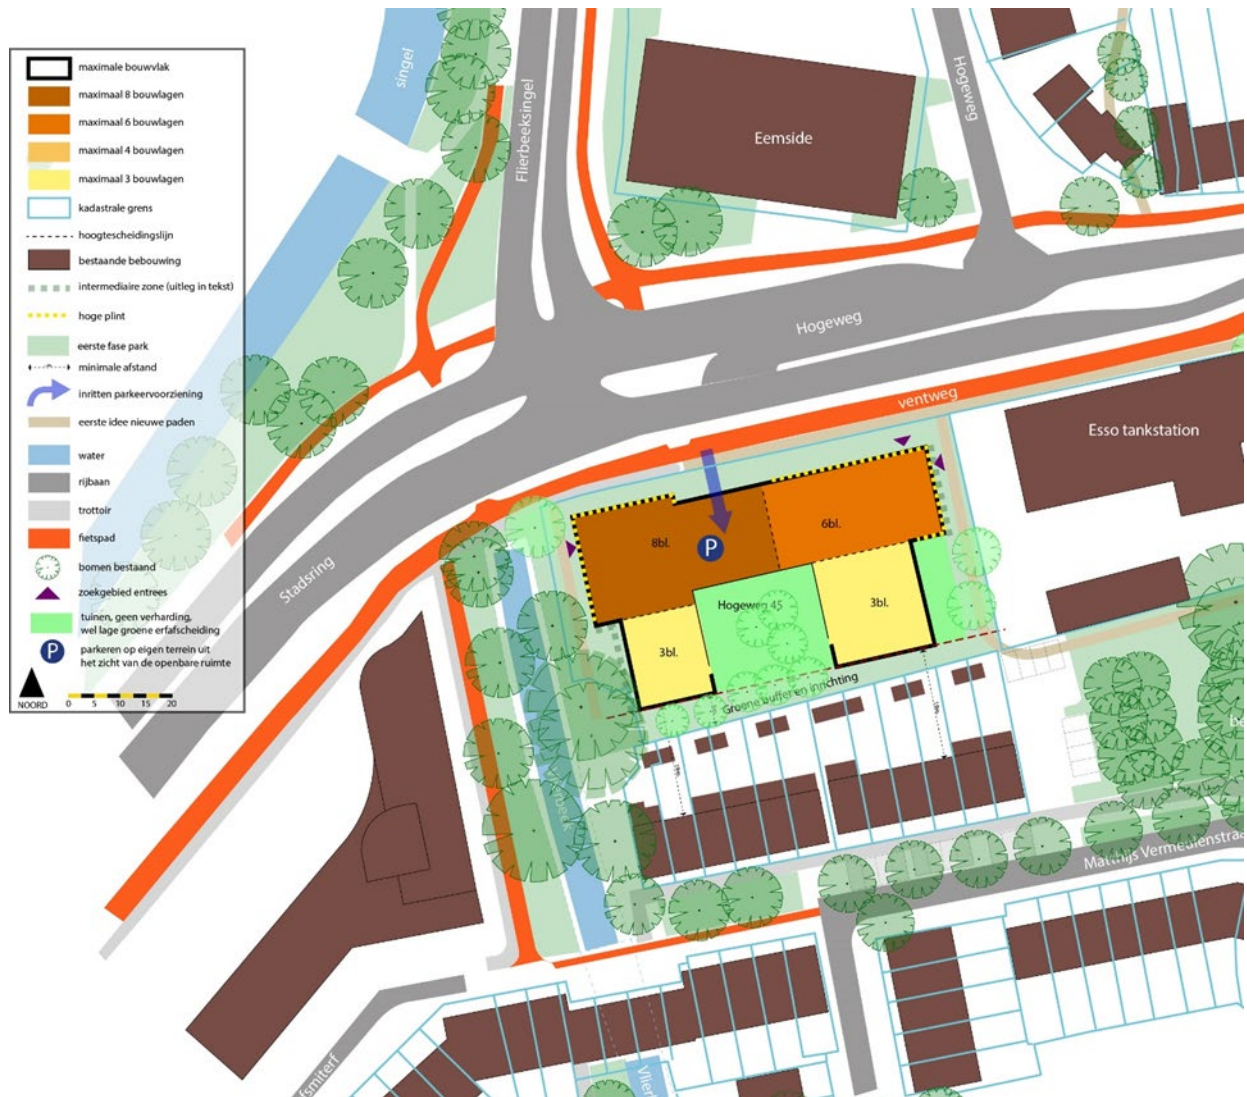 maximale bouwvlak
maximaal 8 bouwlagen
maximaal 6 bouwlagen
maximaal 4 bouwlagen
maximaal 3 bouwlagen
kadastrale grens
hoogtescheidingslijn
bestaande bebouwing
intermediaire zone (uitleg in tekst)
hoge plint
eerste fase park
minimale afstand
inritten parkeervoorziening
eerste idee nieuwe paden
water
rijbaan
trottoir
fietspad
bomen bestaand
zoekgebied entrees
tuinen, geen verharding,
wel lage groene erfafscheiding
P
parkeren op eigen terrein uit
het zicht van de openbare ruimte
NOORD
0 5 10 15 20
singel
Flierbeeksingel
Eemside
Hogeweg
Hogeweg
ventweg
Esso tankstation
Stadsring
8bl.
P
6bl.
Hogeweg 45
3bl.
3bl.
Groene buffer en inrichting
Matthijs Vermeulenstraa
fsmiterf